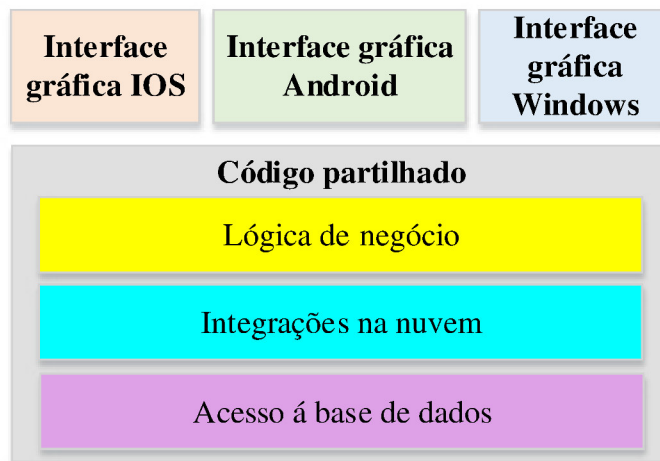 Interface
gráfica IOS
Interface gráfica
Android
Interface
gráfica
Windows
Código partilhado
Lógica de negócio
Integrações na nuvem
Acesso á base de dados